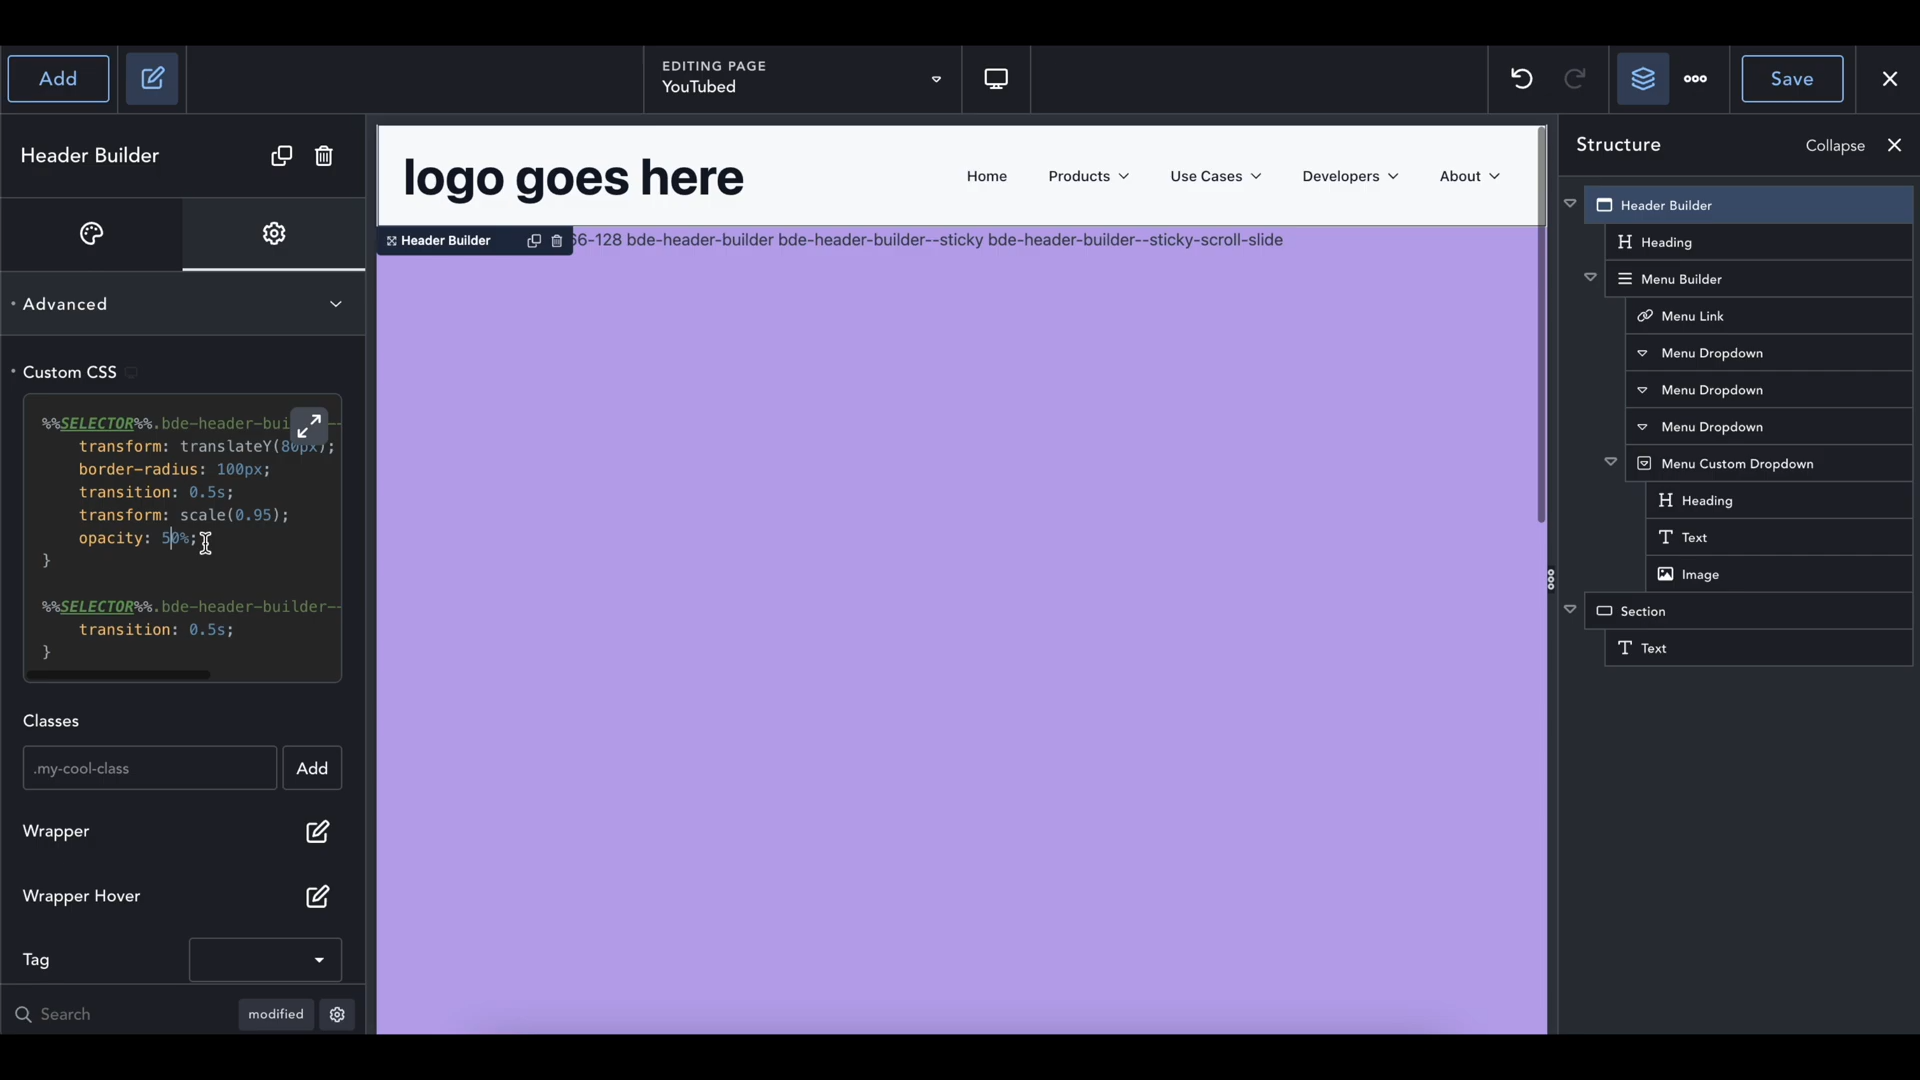 Add
EDITING PAGE
YouTubed
Save
Header Builder
Advanced
Custom CSS
%%SELECTOR%%.bde-header-bui
transform: translateY(80px);
border-radius: 100px;
transition: 0.5s;
transform: scale(0.95);
opacity: 50%;
}
%%SELECTOR%%.bde-header-builder--
transition: 0.5s;
}
Classes
.my-cool-class
Add
Wrapper
Wrapper Hover
Tag
Search
modified
logo goes here
Home
Products
Use Cases
Developers
About
Header Builder
66-128 bde-header-builder bde-header-builder--sticky bde-header-builder--sticky-scroll-slide
Structure
Collapse
Header Builder
Heading
Menu Builder
Menu Link
Menu Dropdown
Menu Dropdown
Menu Dropdown
Menu Custom Dropdown
Heading
Text
Image
Section
Text